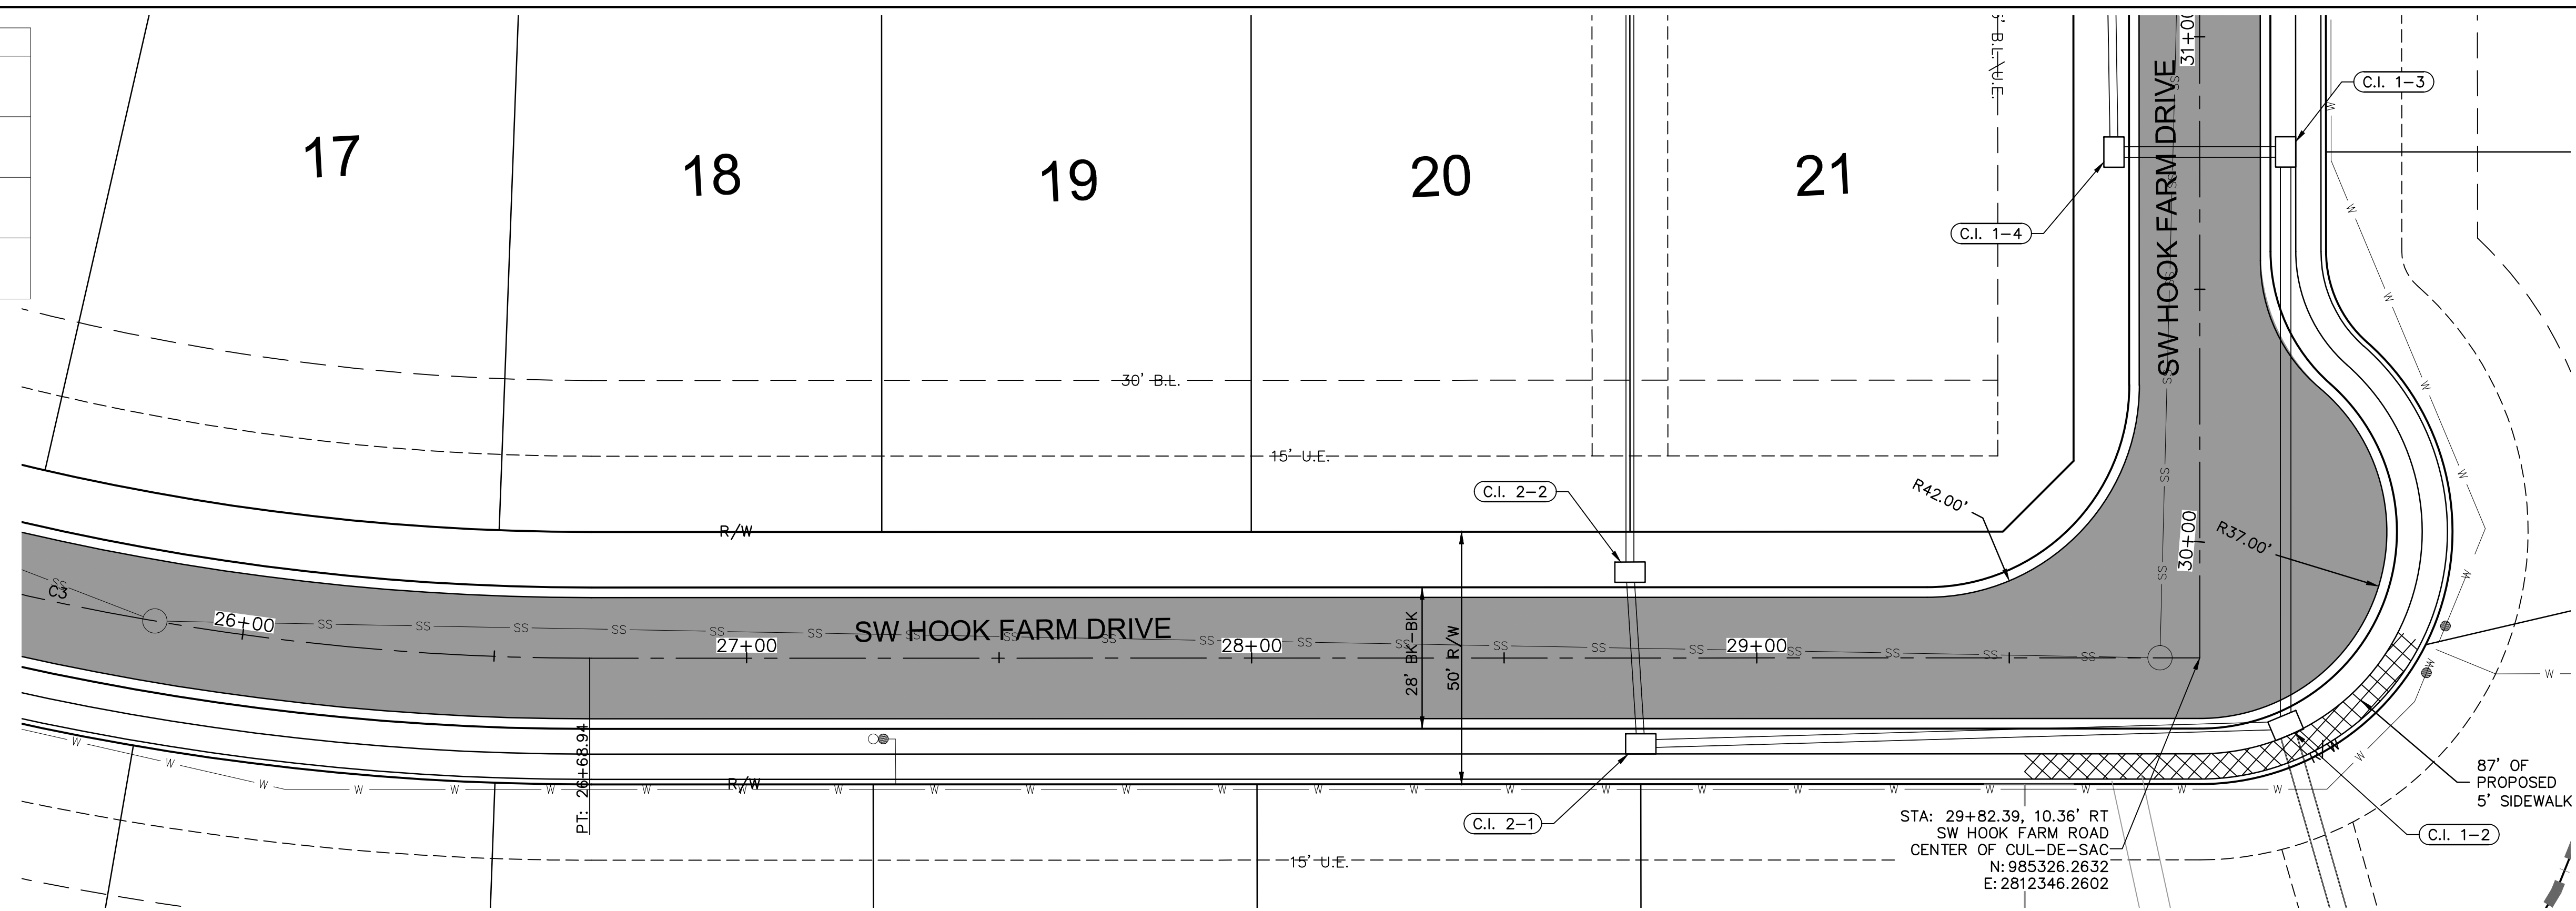 17
18
19
20
21
' B.L./U.E.
31+00
SW HOOK FARM DRIVE
C.I. 1-3
C.I. 1-4
30' B.L.
15' U.E.
C.I. 2-2
R42.00'
R37.00'
30+00
R/W
C3
26+00
27+00
SW HOOK FARM DRIVE
28+00
29+00
28' BK-BK
50' R/W
SS
W
PT: 26+68.94
R/W
R/W
C.I. 2-1
15' U.E.
STA: 29+82.39, 10.36' RT
SW HOOK FARM ROAD
CENTER OF CUL-DE-SAC
N:985326.2632
E:2812346.2602
87' OF
PROPOSED
5' SIDEWALK
C.I. 1-2